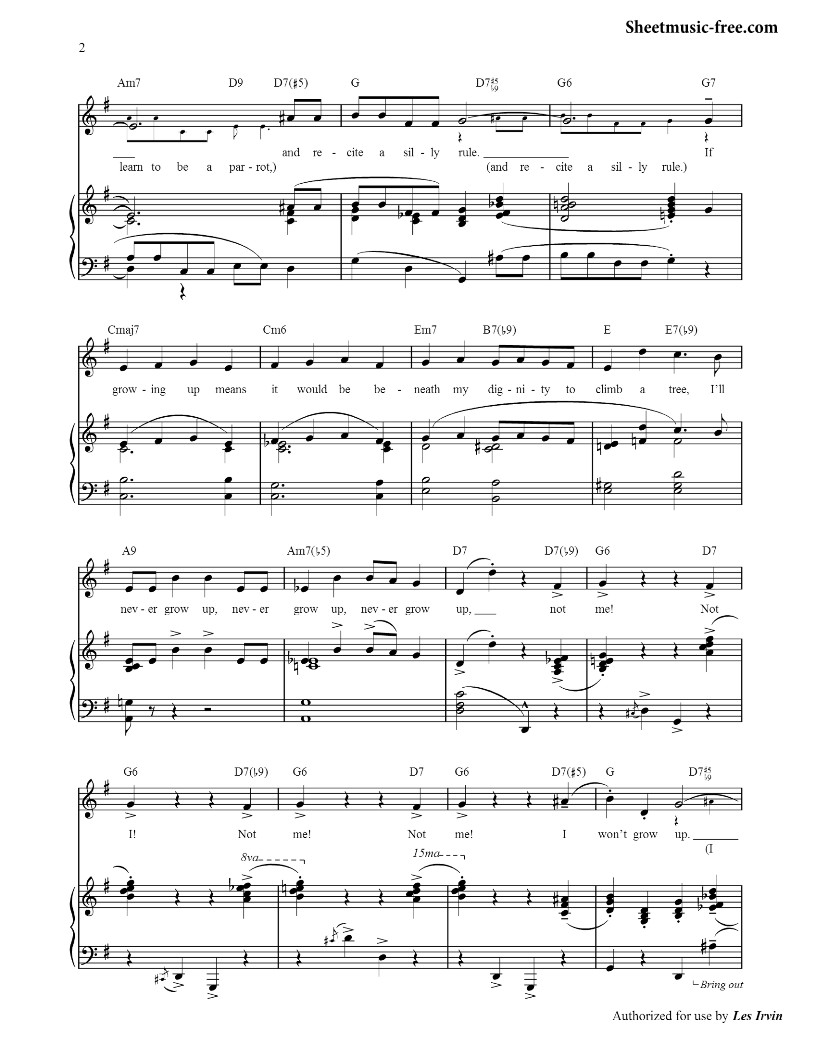 Sheetmusic-free.com
2
Am7 D9 D7(♯5) G D7♯5♭9 G6 G7
and re - cite a sil - ly rule. If
learn to be a par - rot,) (and re - cite a sil - ly rule.)
Cmaj7 Cm6 Em7 B7(♭9) E E7(♭9)
grow - ing up means it would be be - neath my dig - ni - ty to climb a tree, I'll
A9 Am7(♭5) D7 D7(♭9) G6 D7
nev - er grow up, nev - er grow up, nev - er grow up, not me! Not
G6 D7(♭9) G6 D7 G6 D7(♯5) G D7♯5♭9
I! Not me! Not me! I won't grow up.
(I
8va 15ma
Bring out
Authorized for use by Les Irvin